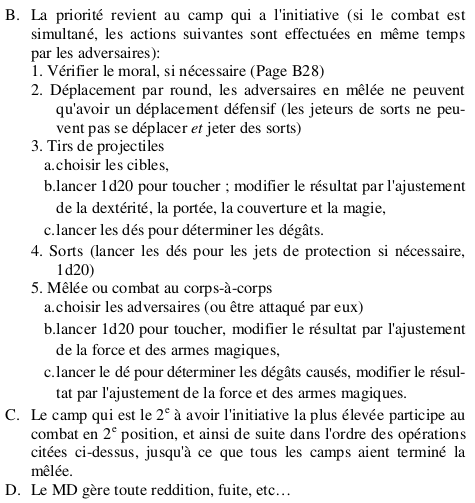 B. La priorité revient au camp qui a l'initiative (si le combat est
simultané, les actions suivantes sont effectuées en même temps
par les adversaires):
1. Vérifier le moral, si nécessaire (Page B28)
2. Déplacement par round, les adversaires en mêlée ne peuvent
qu'avoir un déplacement défensif (les jeteurs de sorts ne peu-
vent pas se déplacer et jeter des sorts)
3. Tirs de projectiles
a.choisir les cibles,
b.lancer 1d20 pour toucher ; modifier le résultat par l'ajustement
de la dextérité, la portée, la couverture et la magie,
c.lancer les dés pour déterminer les dégâts.
4. Sorts (lancer les dés pour les jets de protection si nécessaire,
1d20)
5. Mêlée ou combat au corps-à-corps
a.choisir les adversaires (ou être attaqué par eux)
b.lancer 1d20 pour toucher, modifier le résultat par l'ajustement
de la force et des armes magiques,
c.lancer le dé pour déterminer les dégâts causés, modifier le résul-
tat par l'ajustement de la force et des armes magiques.
C. Le camp qui est le 2e à avoir l'initiative la plus élevée participe au
combat en 2e position, et ainsi de suite dans l'ordre des opérations
citées ci-dessus, jusqu'à ce que tous les camps aient terminé la
mêlée.
D. Le MD gère toute reddition, fuite, etc…